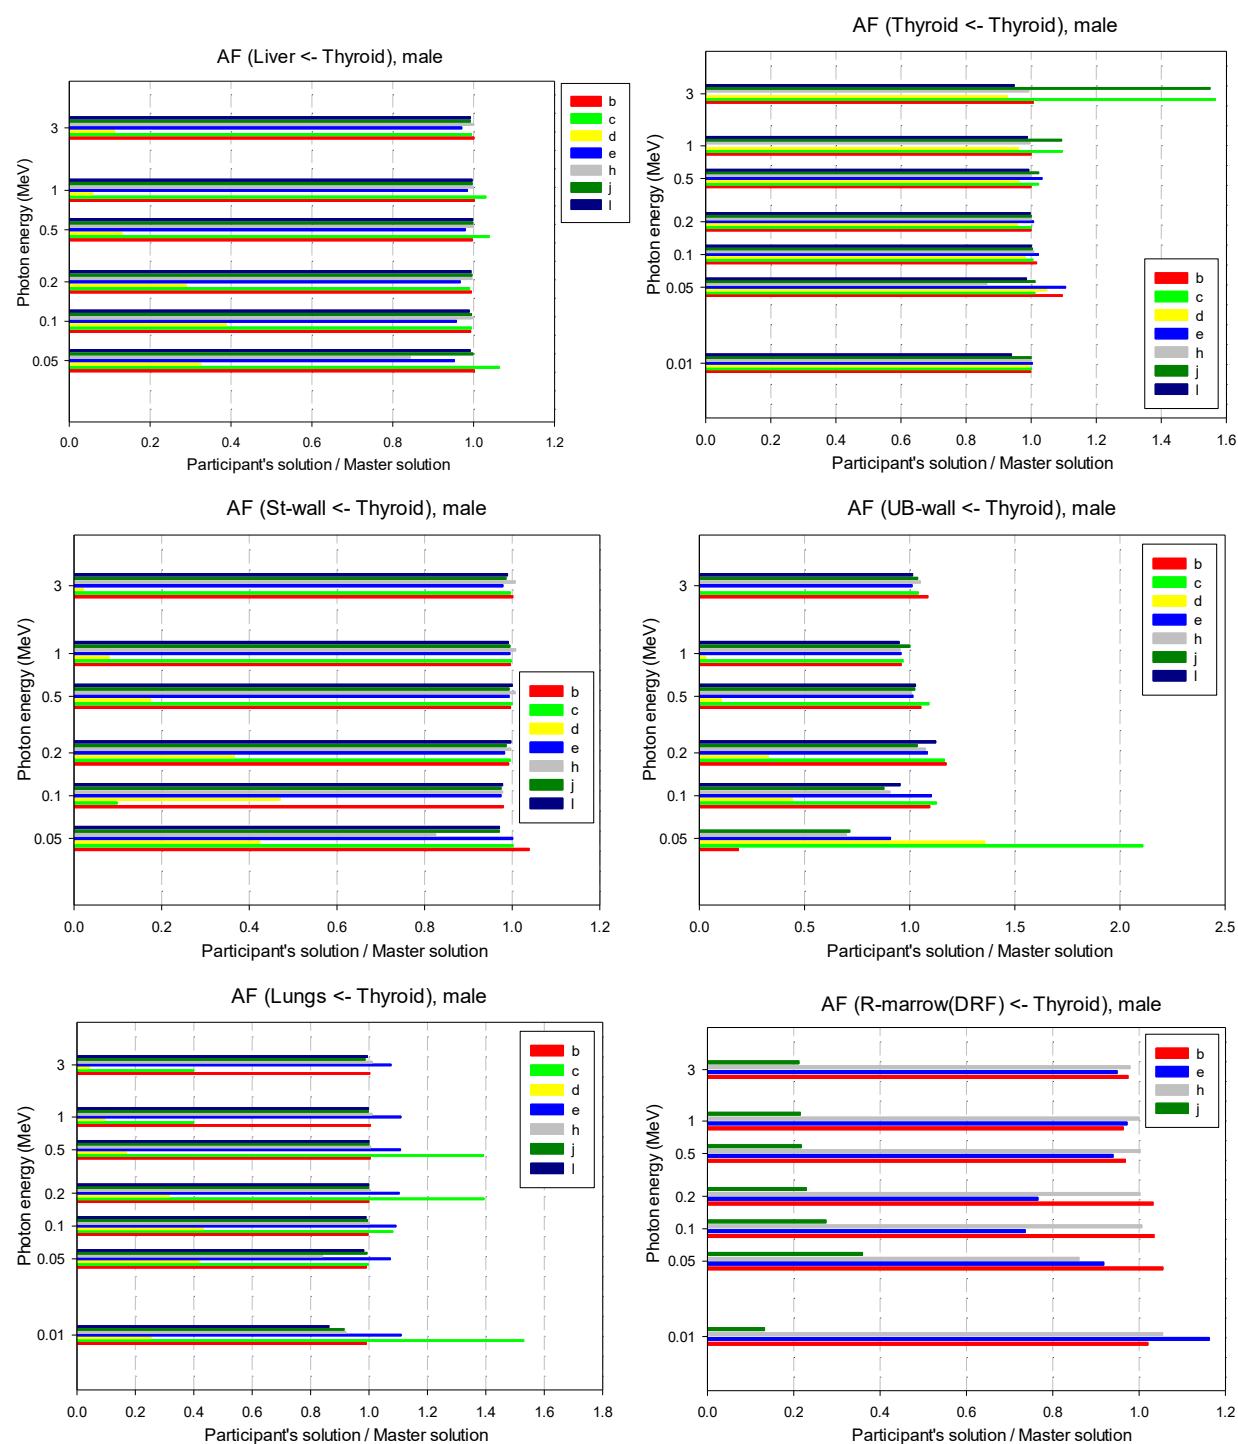 AF (Liver <- Thyroid), male
Photon energy (MeV)
3
1
0.5
0.2
0.1
0.05
0.0 0.2 0.4 0.6 0.8 1.0 1.2
Participant's solution / Master solution
b
c
d
e
h
j
l
AF (Thyroid <- Thyroid), male
Photon energy (MeV)
3
1
0.5
0.2
0.1
0.05
0.01
0.0 0.2 0.4 0.6 0.8 1.0 1.2 1.4 1.6
Participant's solution / Master solution
b
c
d
e
h
j
l
AF (St-wall <- Thyroid), male
Photon energy (MeV)
3
1
0.5
0.2
0.1
0.05
0.0 0.2 0.4 0.6 0.8 1.0 1.2
Participant's solution / Master solution
b
c
d
e
h
j
l
AF (UB-wall <- Thyroid), male
Photon energy (MeV)
3
1
0.5
0.2
0.1
0.05
0.0 0.5 1.0 1.5 2.0 2.5
Participant's solution / Master solution
b
c
d
e
h
j
l
AF (Lungs <- Thyroid), male
Photon energy (MeV)
3
1
0.5
0.2
0.1
0.05
0.01
0.0 0.2 0.4 0.6 0.8 1.0 1.2 1.4 1.6 1.8
Participant's solution / Master solution
b
c
d
e
h
j
l
AF (R-marrow(DRF) <- Thyroid), male
Photon energy (MeV)
3
1
0.5
0.2
0.1
0.05
0.01
0.0 0.2 0.4 0.6 0.8 1.0 1.2
Participant's solution / Master solution
b
e
h
j